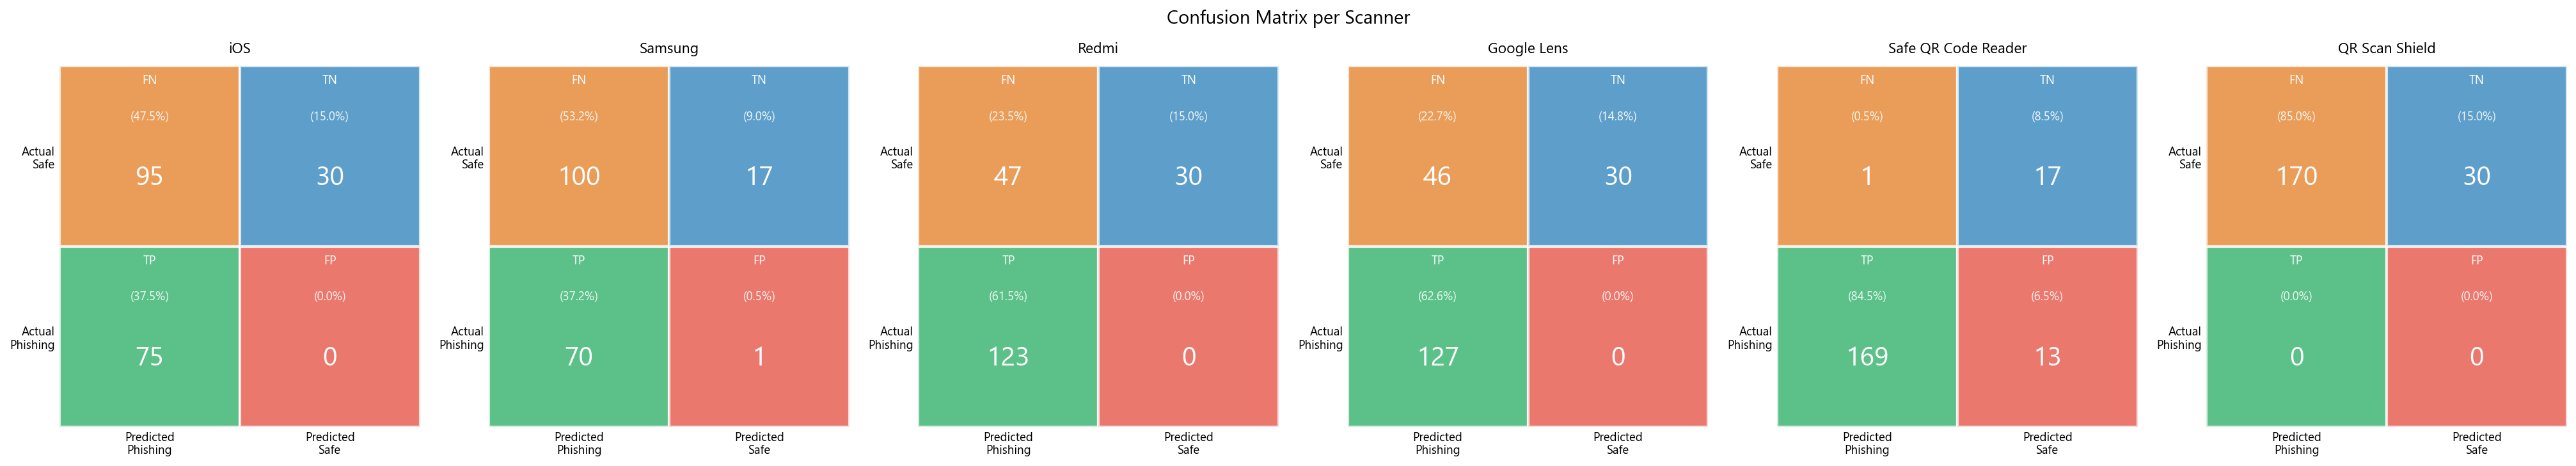 Confusion Matrix per Scanner
iOS
FN
TN
(47.5%)
(15.0%)
Actual
Safe
95
30
TP
FP
(37.5%)
(0.0%)
Actual
Phishing
75
0
Predicted
Phishing
Predicted
Safe
Samsung
FN
TN
(53.2%)
(9.0%)
Actual
Safe
100
17
TP
FP
(37.2%)
(0.5%)
Actual
Phishing
70
1
Predicted
Phishing
Predicted
Safe
Redmi
FN
TN
(23.5%)
(15.0%)
Actual
Safe
47
30
TP
FP
(61.5%)
(0.0%)
Actual
Phishing
123
0
Predicted
Phishing
Predicted
Safe
Google Lens
FN
TN
(22.7%)
(14.8%)
Actual
Safe
46
30
TP
FP
(62.6%)
(0.0%)
Actual
Phishing
127
0
Predicted
Phishing
Predicted
Safe
Safe QR Code Reader
FN
TN
(0.5%)
(8.5%)
Actual
Safe
1
17
TP
FP
(84.5%)
(6.5%)
Actual
Phishing
169
13
Predicted
Phishing
Predicted
Safe
QR Scan Shield
FN
TN
(85.0%)
(15.0%)
Actual
Safe
170
30
TP
FP
(0.0%)
(0.0%)
Actual
Phishing
0
0
Predicted
Phishing
Predicted
Safe